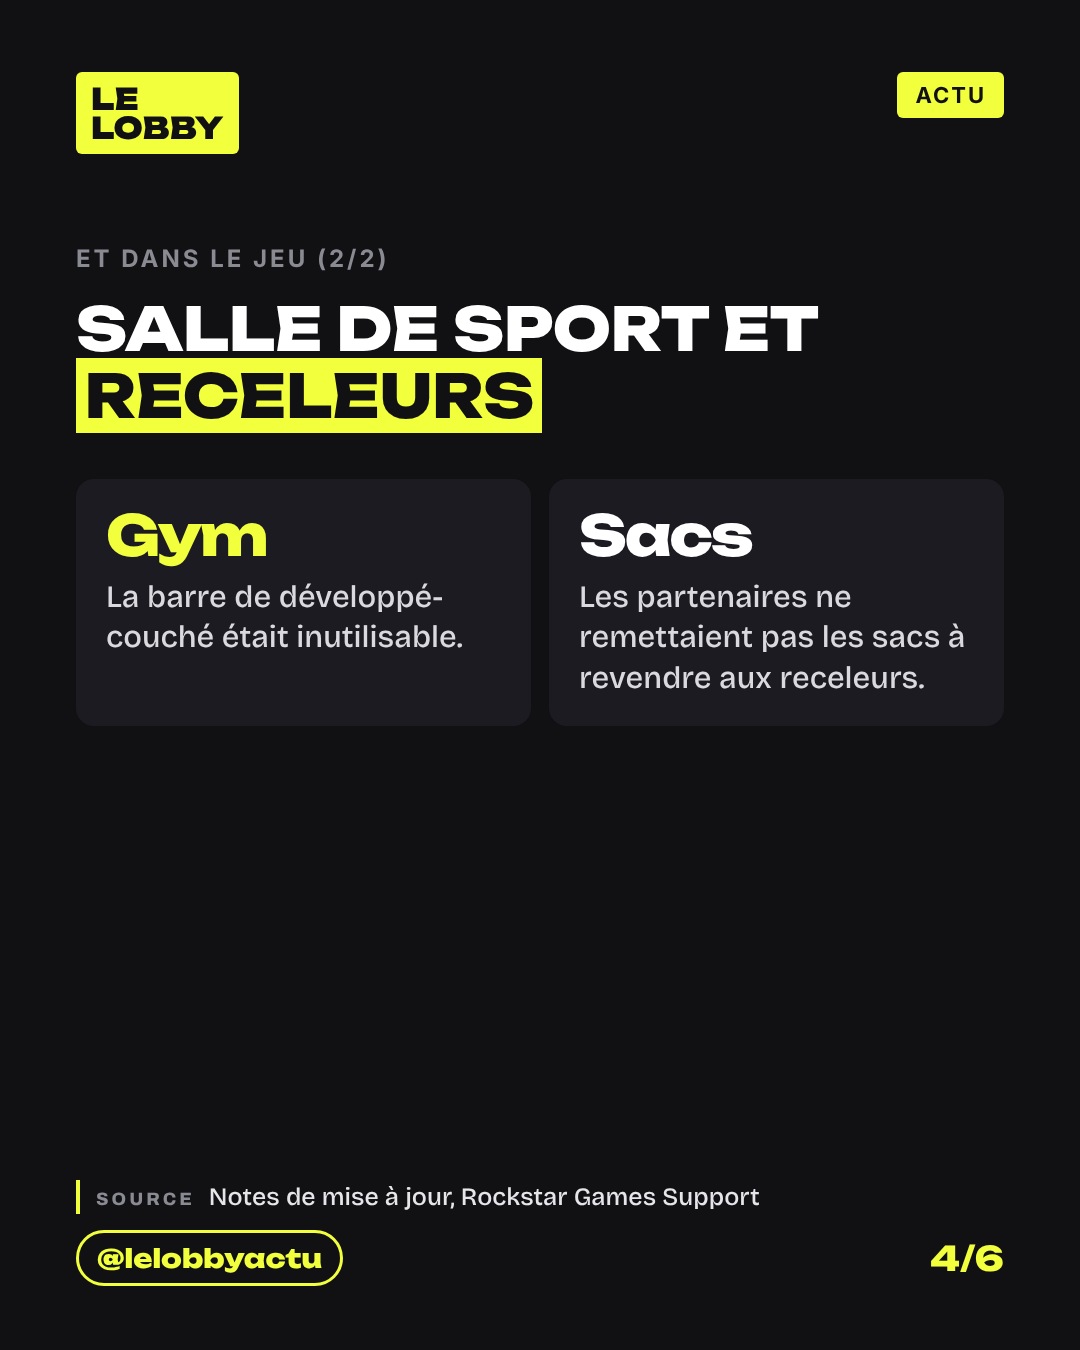 LE
LOBBY
ACTU
ET DANS LE JEU (2/2)
SALLE DE SPORT ET
RECELEURS
Gym
La barre de développé-
couché était inutilisable.
Sacs
Les partenaires ne
remettaient pas les sacs à
revendre aux receleurs.
SOURCE Notes de mise à jour, Rockstar Games Support
@lelobbyactu
4/6